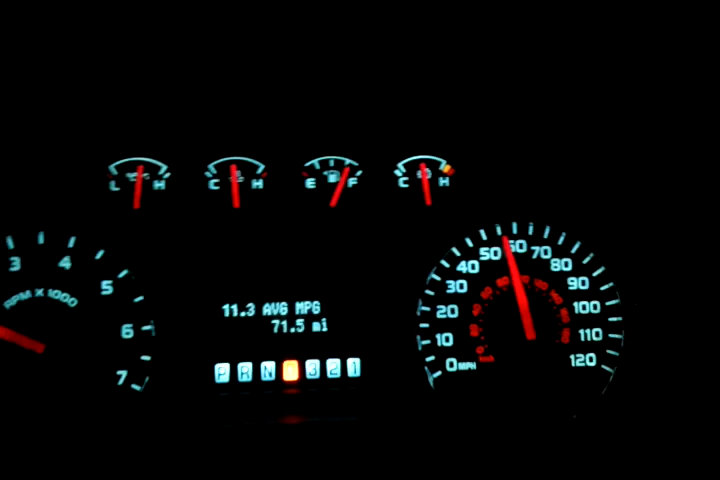 L H C H E F C H
3 4 5 6 7
RPM X 1000
11.3 AVG MPG
71.5 mi
P R N 3 2 1
0 10 20 30 40 50 60 70 80 90 100 110 120
MPH